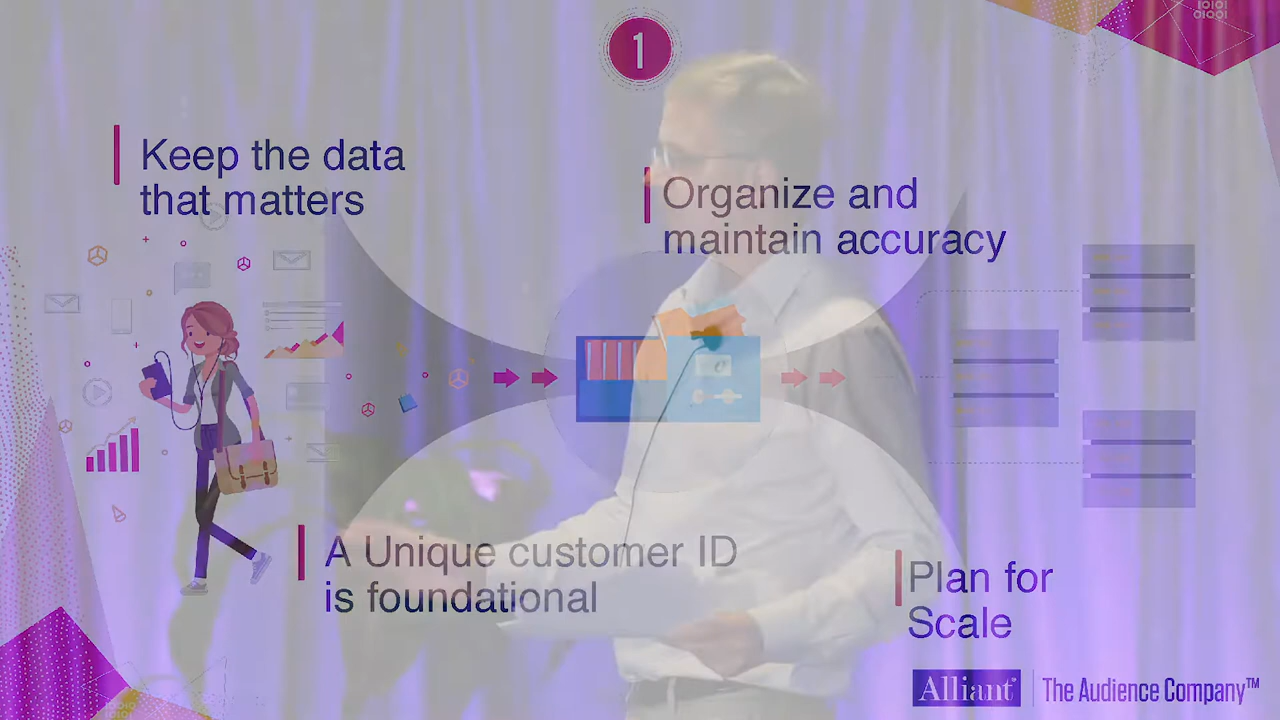 1
Keep the data
that matters
Organize and
maintain accuracy
A Unique customer ID
is foundational
Plan for
Scale
Alliant
The Audience Company™